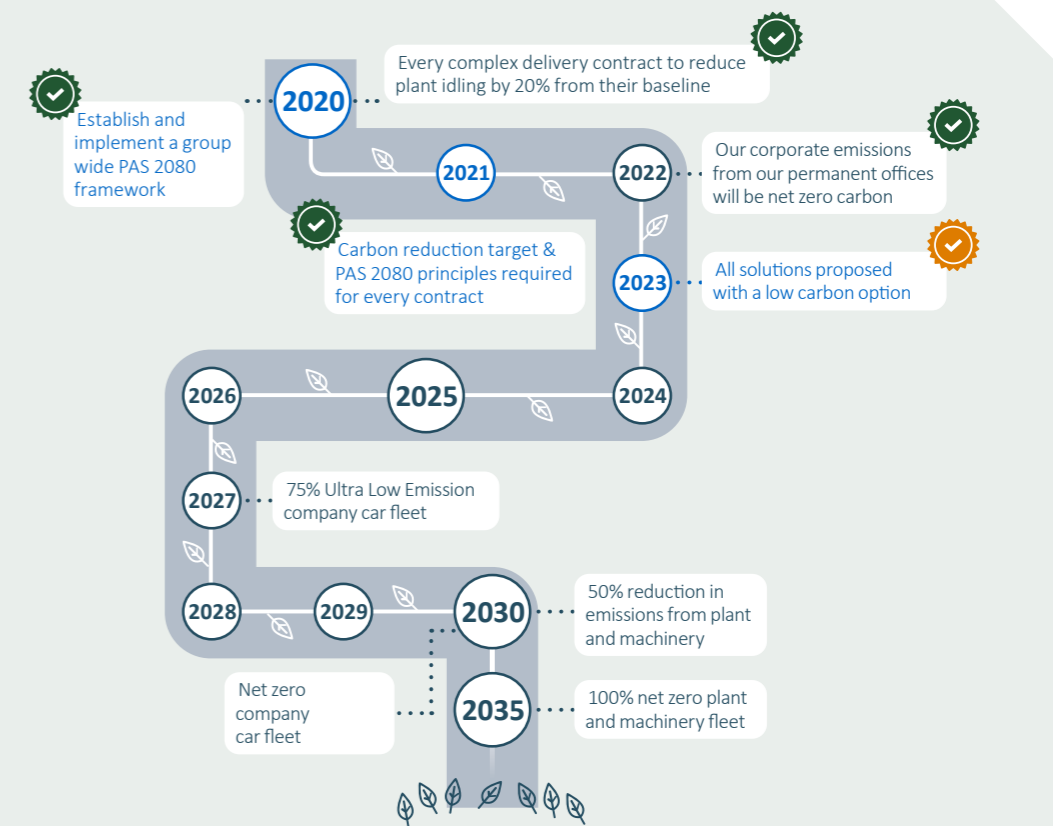 Every complex delivery contract to reduce
plant idling by 20% from their baseline
2020
Establish and
implement a group
wide PAS 2080
framework
2021
2022
Our corporate emissions
from our permanent offices
will be net zero carbon
Carbon reduction target &
PAS 2080 principles required
for every contract
2023
All solutions proposed
with a low carbon option
2026
2025
2024
2027
75% Ultra Low Emission
company car fleet
2028
2029
2030
50% reduction in
emissions from plant
and machinery
Net zero
company
car fleet
2035
100% net zero plant
and machinery fleet